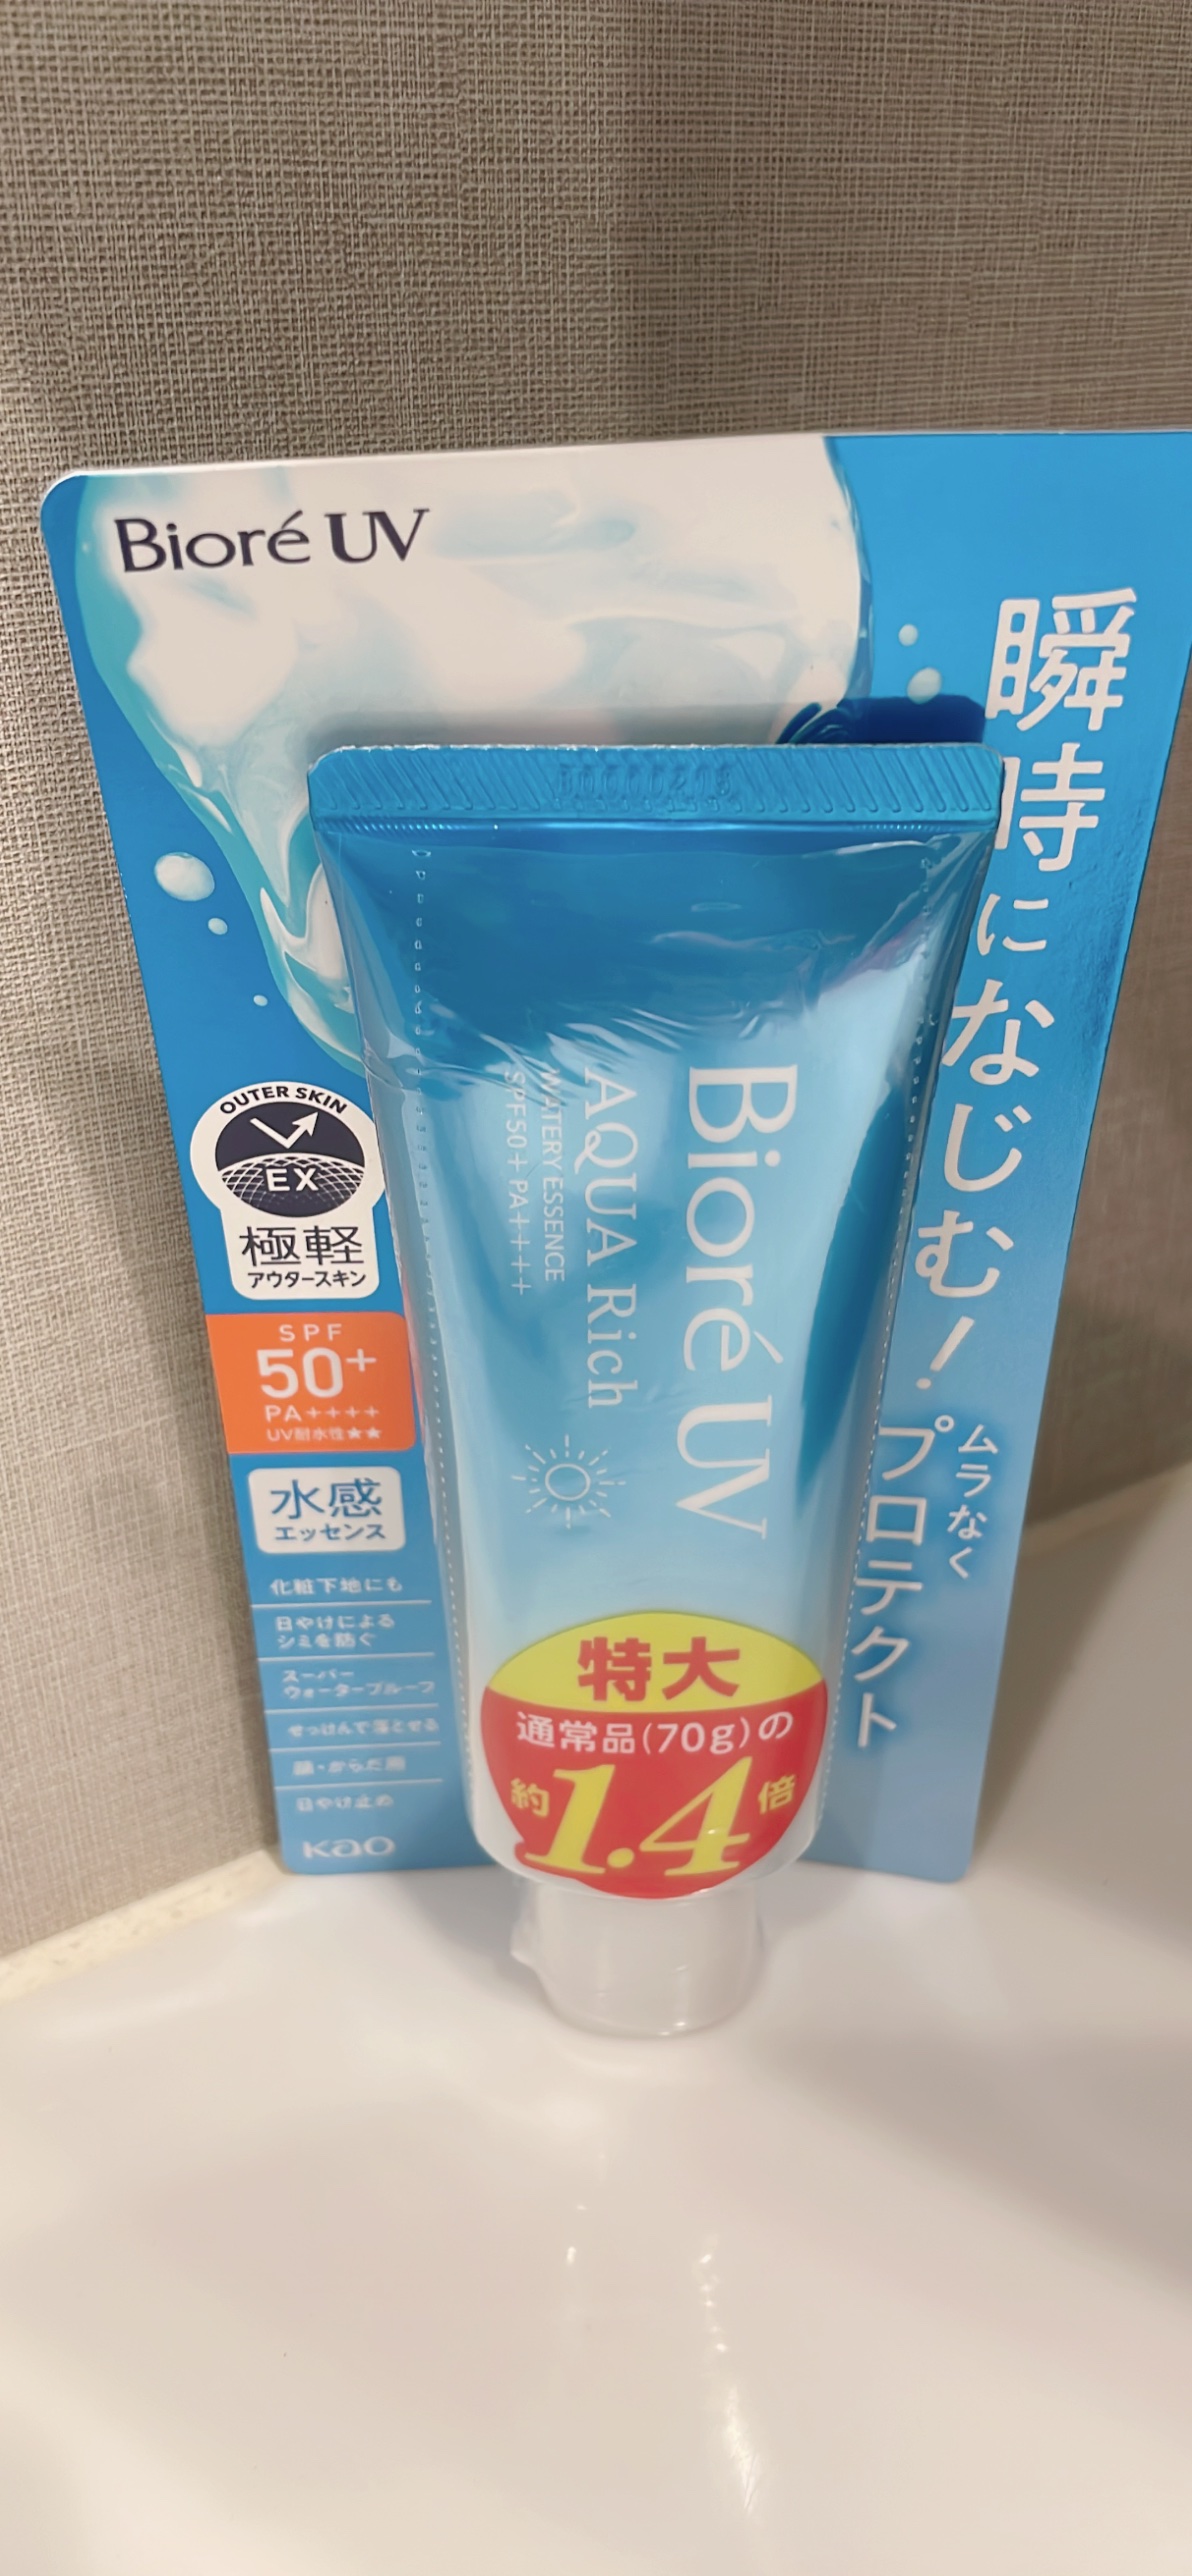 Bioré UV
瞬時になじむ！
ムラなく
プロテクト
OUTER SKIN
EX
極軽
アウタースキン
SPF
50+
PA++++
UV耐水性★★
水感
エッセンス
化粧下地にも
日やけによる
シミを防ぐ
スーパー
ウォータープルーフ
せっけんで落とせる
顔・からだ用
日やけ止め
Kao
Bioré UV
AQUA Rich
WATERY ESSENCE
SPF50+ PA++++
特大
通常品(70g)の
約1.4倍